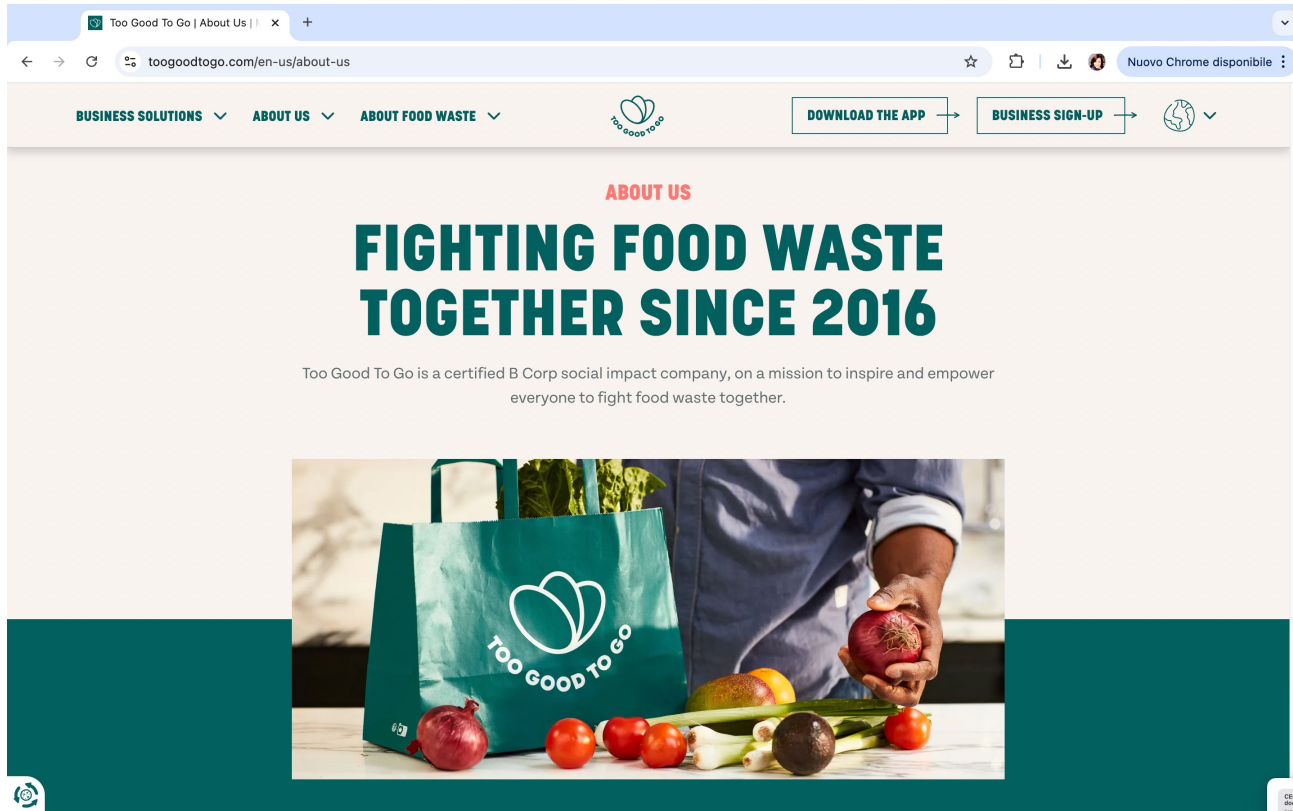 Too Good To Go | About Us |
toogoodtogo.com/en-us/about-us
Nuovo Chrome disponibile
BUSINESS SOLUTIONS
ABOUT US
ABOUT FOOD WASTE
TOO GOOD TO GO
DOWNLOAD THE APP
BUSINESS SIGN-UP
ABOUT US
FIGHTING FOOD WASTE
TOGETHER SINCE 2016
Too Good To Go is a certified B Corp social impact company, on a mission to inspire and empower
everyone to fight food waste together.
TOO GOOD TO GO